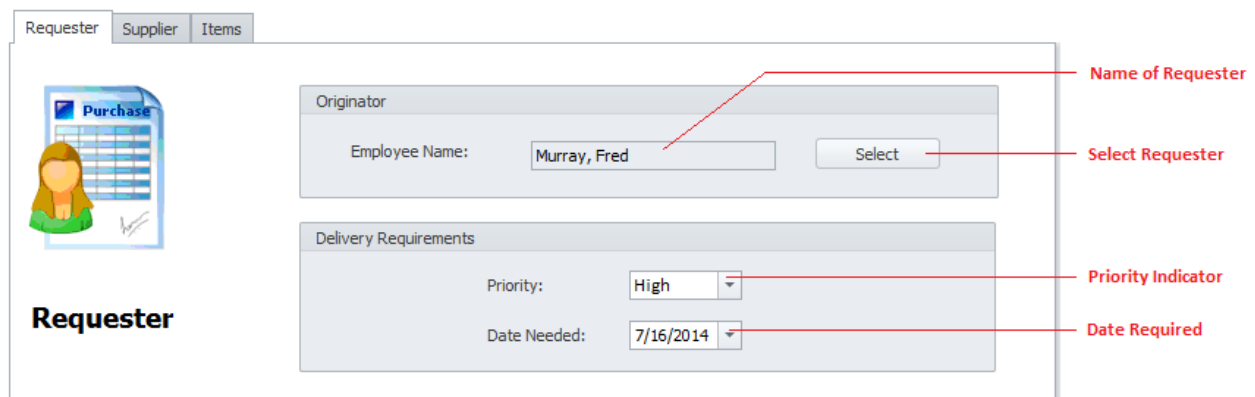 Requester Supplier Items
Name of Requester
Purchase
Originator
Employee Name: Murray, Fred Select
Select Requester
Delivery Requirements
Priority: High
Priority Indicator
Requester
Date Needed: 7/16/2014
Date Required